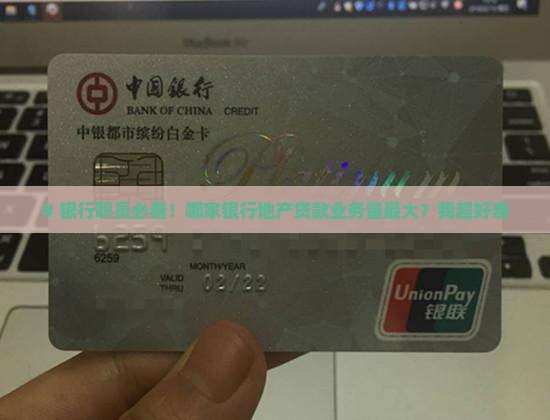 中国银行
BANK OF CHINA CREDIT
中银都市缤纷白金卡
Platinum
# 银行职员必看！哪家银行地产贷款业务量最大？我超好奇
6259
6259
MONTH/YEAR
VALID
THRU
02/22
UnionPay
银联